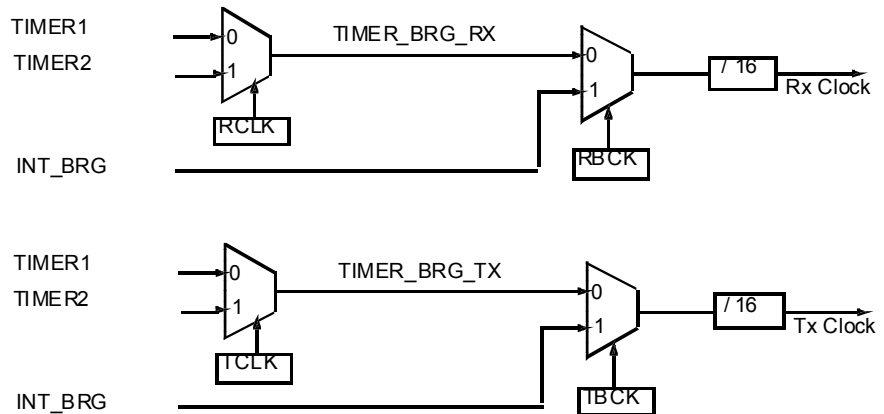 TIMER1
TIMER2
0
1
TIMER_BRG_RX
0
1
/ 16
Rx Clock
RCLK
RBCK
INT_BRG
TIMER1
TIMER2
0
1
TIMER_BRG_TX
0
1
/ 16
Tx Clock
TCLK
TBCK
INT_BRG